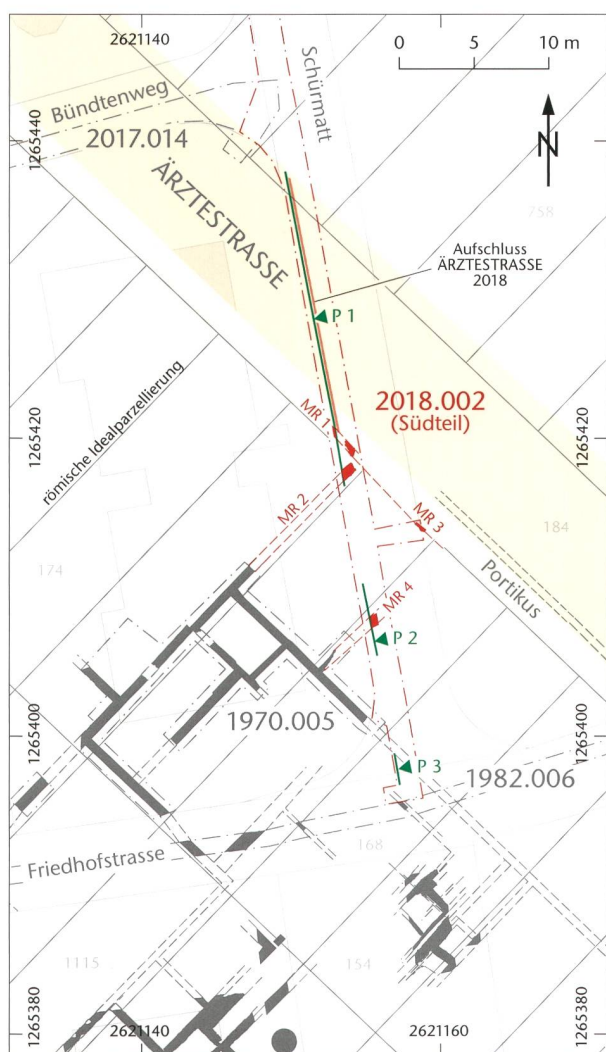 2621140
0 5 10 m
Schürmatt
Bündtenweg
N
1265440
1265440
2017.014
758
ÄRZTESTRASSE
Aufschluss
ÄRZTESTRASSE
2018
P 1
römische Idealparzellierung
2018.002
(Südteil)
MR 1
1265420
1265420
MR 2
MR 3
184
174
Portikus
MR 4
P 2
1970.005
1265400
1265400
P 3
1982.006
Friedhofstrasse
168
1115
154
1265380
1265380
2621140
2621160